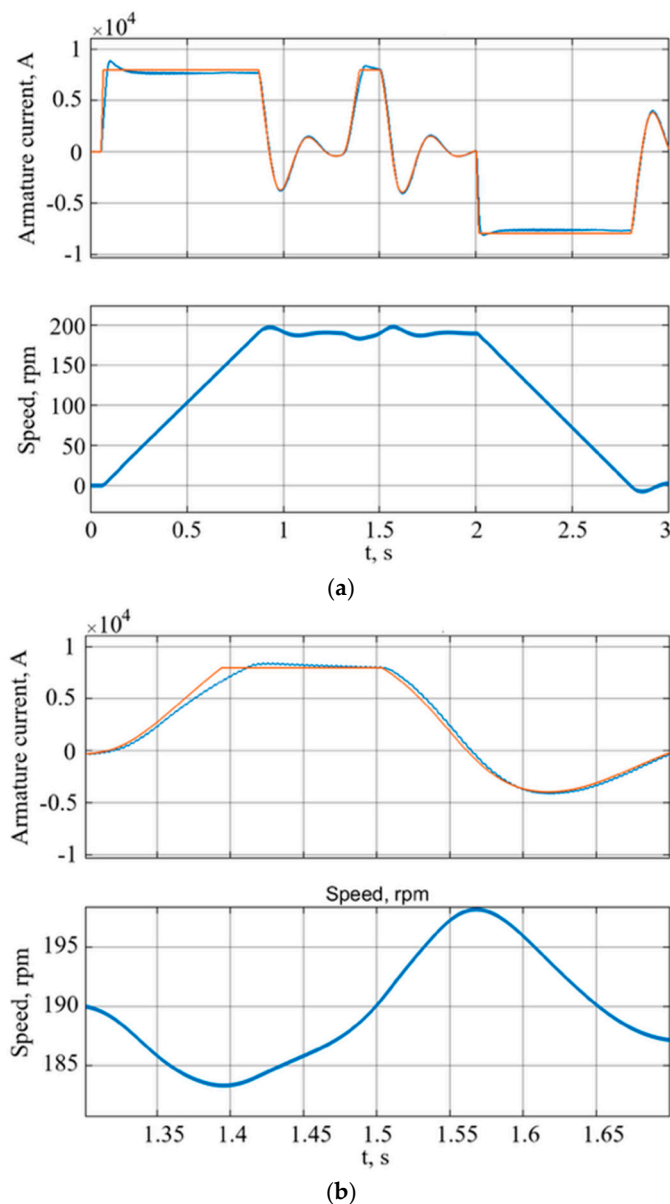 ×10⁴
Armature current, A
1
0.5
0
-0.5
-1
Speed, rpm
200
150
100
50
0
0 0.5 1 1.5 2 2.5 3
t, s
(a)
×10⁴
Armature current, A
1
0.5
0
-0.5
-1
Speed, rpm
Speed, rpm
195
190
185
1.35 1.4 1.45 1.5 1.55 1.6 1.65
t, s
(b)